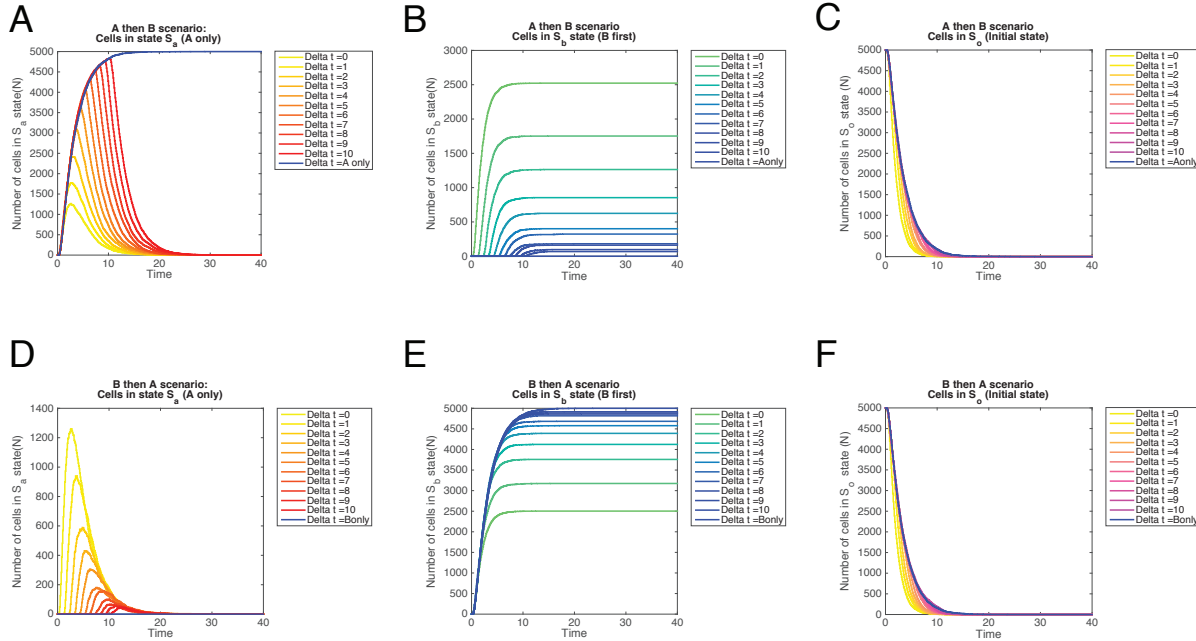 A
A then B scenario:
Cells in state Sa (A only)
Number of cells in Sa state(N)
5000
4500
4000
3500
3000
2500
2000
1500
1000
500
0
0 10 20 30 40
Time
Delta t =0
Delta t =1
Delta t =2
Delta t =3
Delta t =4
Delta t =5
Delta t =6
Delta t =7
Delta t =8
Delta t =9
Delta t =10
Delta t =A only
B
A then B scenario
Cells in Sb state (B first)
Number of cells in Sb state(N)
3000
2500
2000
1500
1000
500
0
0 10 20 30 40
Time
Delta t =0
Delta t =1
Delta t =2
Delta t =3
Delta t =4
Delta t =5
Delta t =6
Delta t =7
Delta t =8
Delta t =9
Delta t =10
Delta t =Aonly
C
A then B scenario
Cells in So (Initial state)
Number of cells in So state (N)
5000
4500
4000
3500
3000
2500
2000
1500
1000
500
0
0 10 20 30 40
Time
Delta t =0
Delta t =1
Delta t =2
Delta t =3
Delta t =4
Delta t =5
Delta t =6
Delta t =7
Delta t =8
Delta t =9
Delta t =10
Delta t =Aonly
D
B then A scenario:
Cells in state Sa (A only)
Number of cells in Sa state(N)
1400
1200
1000
800
600
400
200
0
0 10 20 30 40
Time
Delta t =0
Delta t =1
Delta t =2
Delta t =3
Delta t =4
Delta t =5
Delta t =6
Delta t =7
Delta t =8
Delta t =9
Delta t =10
Delta t =Bonly
E
B then A scenario
Cells in Sb state (B first)
Number of cells in Sb state(N)
5000
4500
4000
3500
3000
2500
2000
1500
1000
500
0
0 10 20 30 40
Time
Delta t =0
Delta t =1
Delta t =2
Delta t =3
Delta t =4
Delta t =5
Delta t =6
Delta t =7
Delta t =8
Delta t =9
Delta t =10
Delta t =Bonly
F
B then A scenario
Cells in So (Initial state)
Number of cells in So state (N)
5000
4500
4000
3500
3000
2500
2000
1500
1000
500
0
0 10 20 30 40
Time
Delta t =0
Delta t =1
Delta t =2
Delta t =3
Delta t =4
Delta t =5
Delta t =6
Delta t =7
Delta t =8
Delta t =9
Delta t =10
Delta t =Bonly